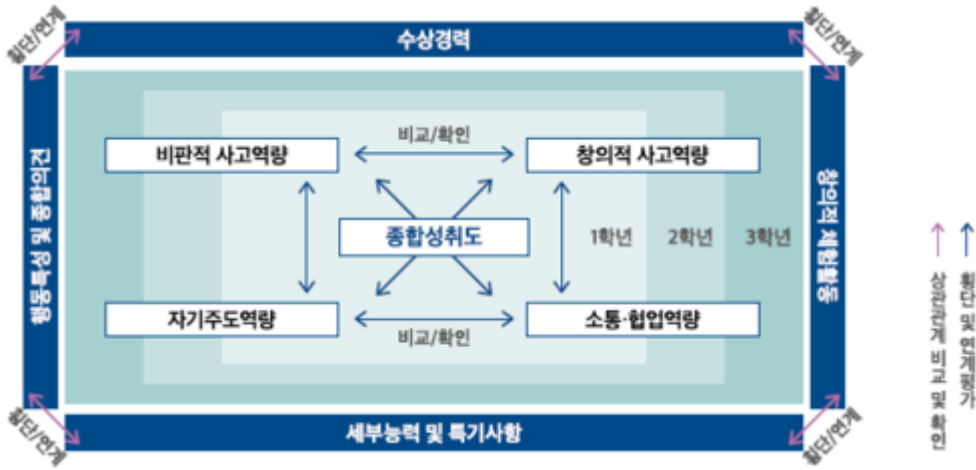 횡단/연계
수상경력
횡단/연계
행동특성 및 종합의견
비판적 사고역량
비교/확인
창의적 사고역량
종합성취도
1학년
2학년
3학년
자기주도역량
비교/확인
소통·협업역량
창의적 체험활동
횡단/연계
세부능력 및 특기사항
횡단/연계
상관관계 비교 및 확인
횡단 및 연계평가